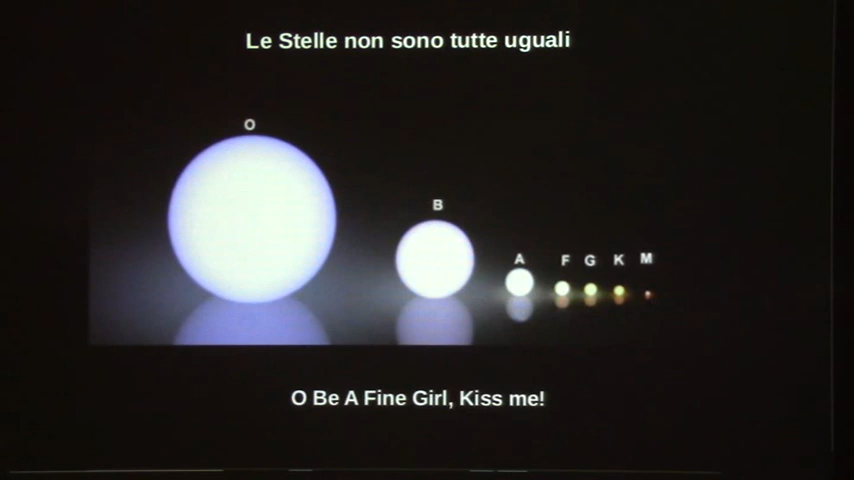 Le Stelle non sono tutte uguali
O
B
A F G K M
O Be A Fine Girl, Kiss me!